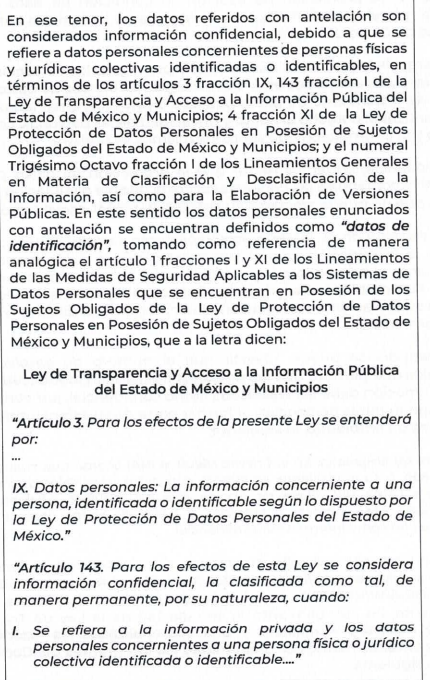 En ese tenor, los datos referidos con antelación son
considerados información confidencial, debido a que se
refiere a datos personales concernientes de personas físicas
y jurídicas colectivas identificadas o identificables, en
términos de los artículos 3 fracción IX, 143 fracción I de la
Ley de Transparencia y Acceso a la Información Pública del
Estado de México y Municipios; 4 fracción XI de la Ley de
Protección de Datos Personales en Posesión de Sujetos
Obligados del Estado de México y Municipios; y el numeral
Trigésimo Octavo fracción I de los Lineamientos Generales
en Materia de Clasificación y Desclasificación de la
Información, así como para la Elaboración de Versiones
Públicas. En este sentido los datos personales enunciados
con antelación se encuentran definidos como "datos de
identificación", tomando como referencia de manera
analógica el artículo 1 fracciones I y XI de los Lineamientos
de las Medidas de Seguridad Aplicables a los Sistemas de
Datos Personales que se encuentran en Posesión de los
Sujetos Obligados de la Ley de Protección de Datos
Personales en Posesión de Sujetos Obligados del Estado de
México y Municipios, que a la letra dicen:
Ley de Transparencia y Acceso a la Información Pública
del Estado de México y Municipios
"Artículo 3. Para los efectos de la presente Ley se entenderá
por:
...
IX. Datos personales: La información concerniente a una
persona, identificada o identificable según lo dispuesto por
la Ley de Protección de Datos Personales del Estado de
México."
"Artículo 143. Para los efectos de esta Ley se considera
información confidencial, la clasificada como tal, de
manera permanente, por su naturaleza, cuando:
I. Se refiera a la información privada y los datos
personales concernientes a una persona física o jurídico
colectiva identificada o identificable...."